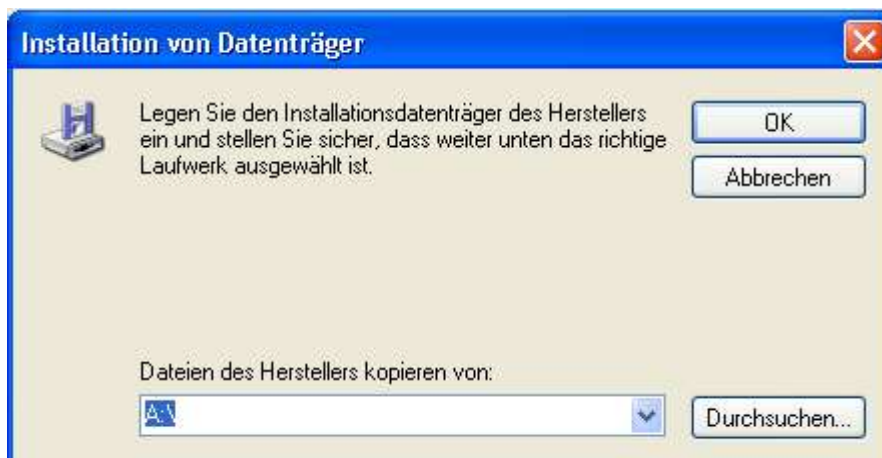 Installation von Datenträger
Legen Sie den Installationsdatenträger des Herstellers
ein und stellen Sie sicher, dass weiter unten das richtige
Laufwerk ausgewählt ist.
OK
Abbrechen
Dateien des Herstellers kopieren von:
A:\
Durchsuchen...